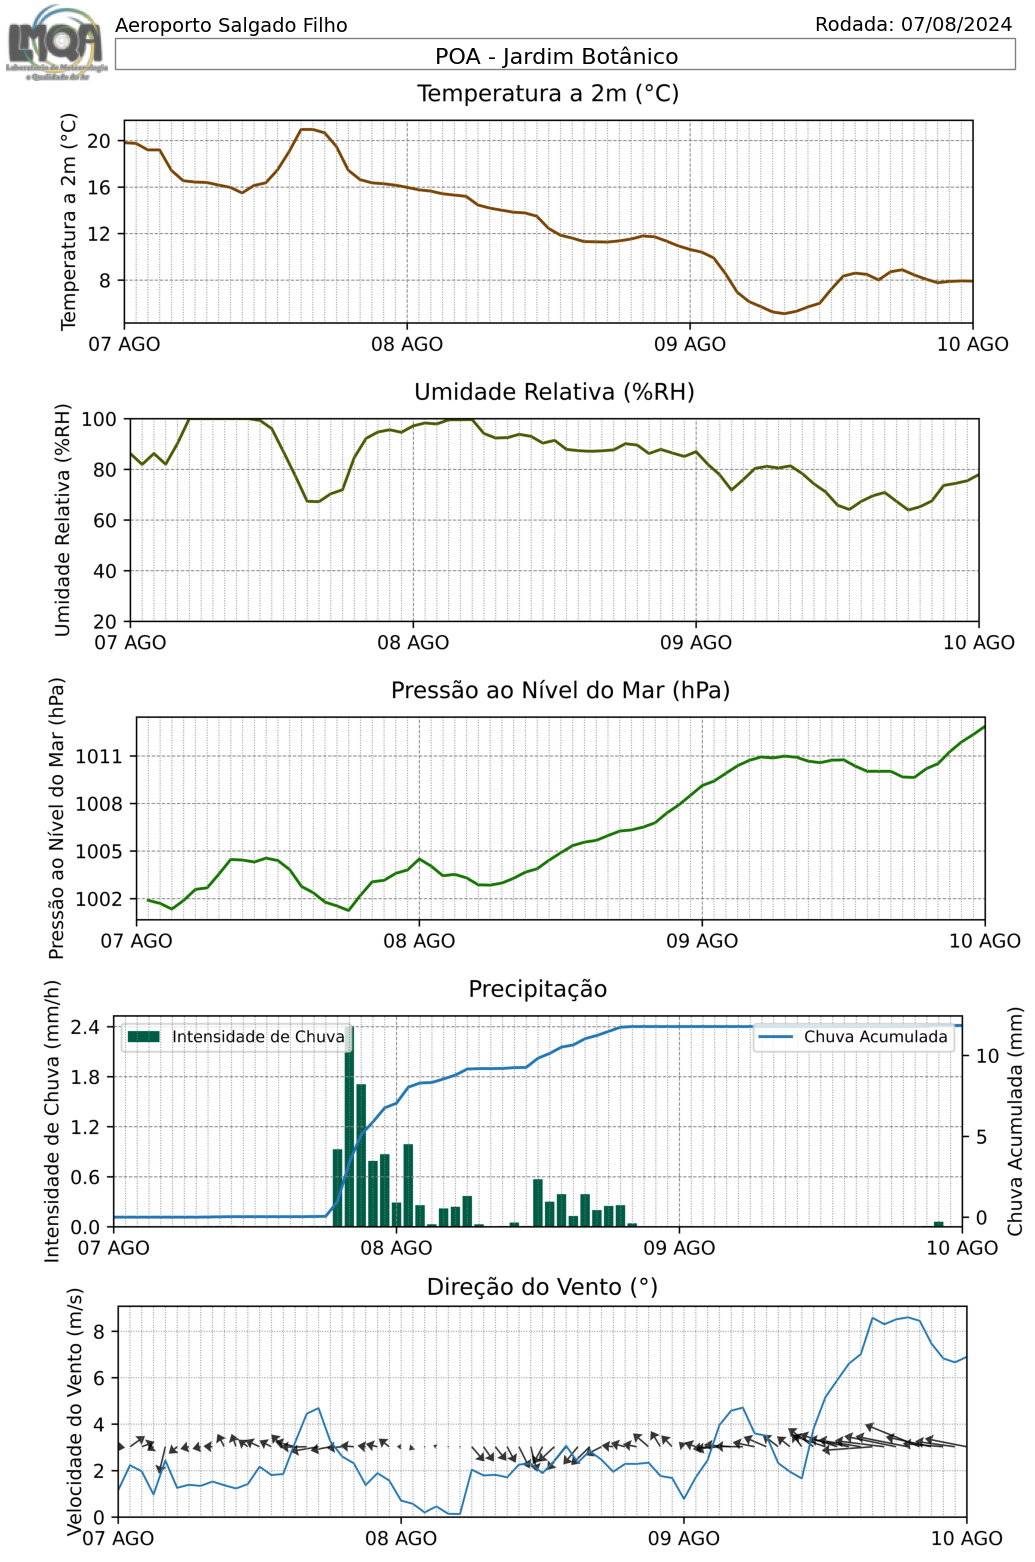 LMQA
Laboratório de Meteorologia
e Qualidade do Ar
Aeroporto Salgado Filho
Rodada: 07/08/2024
POA - Jardim Botânico
Temperatura a 2m (°C)
Temperatura a 2m (°C)
20
16
12
8
07 AGO 08 AGO 09 AGO 10 AGO
Umidade Relativa (%RH)
Umidade Relativa (%RH)
100
80
60
40
20
07 AGO 08 AGO 09 AGO 10 AGO
Pressão ao Nível do Mar (hPa)
Pressão ao Nível do Mar (hPa)
1011
1008
1005
1002
07 AGO 08 AGO 09 AGO 10 AGO
Precipitação
Intensidade de Chuva (mm/h)
2.4
1.8
1.2
0.6
0.0
Intensidade de Chuva
Chuva Acumulada
10
5
0
Chuva Acumulada (mm)
07 AGO 08 AGO 09 AGO 10 AGO
Direção do Vento (°)
Velocidade do Vento (m/s)
8
6
4
2
0
07 AGO 08 AGO 09 AGO 10 AGO